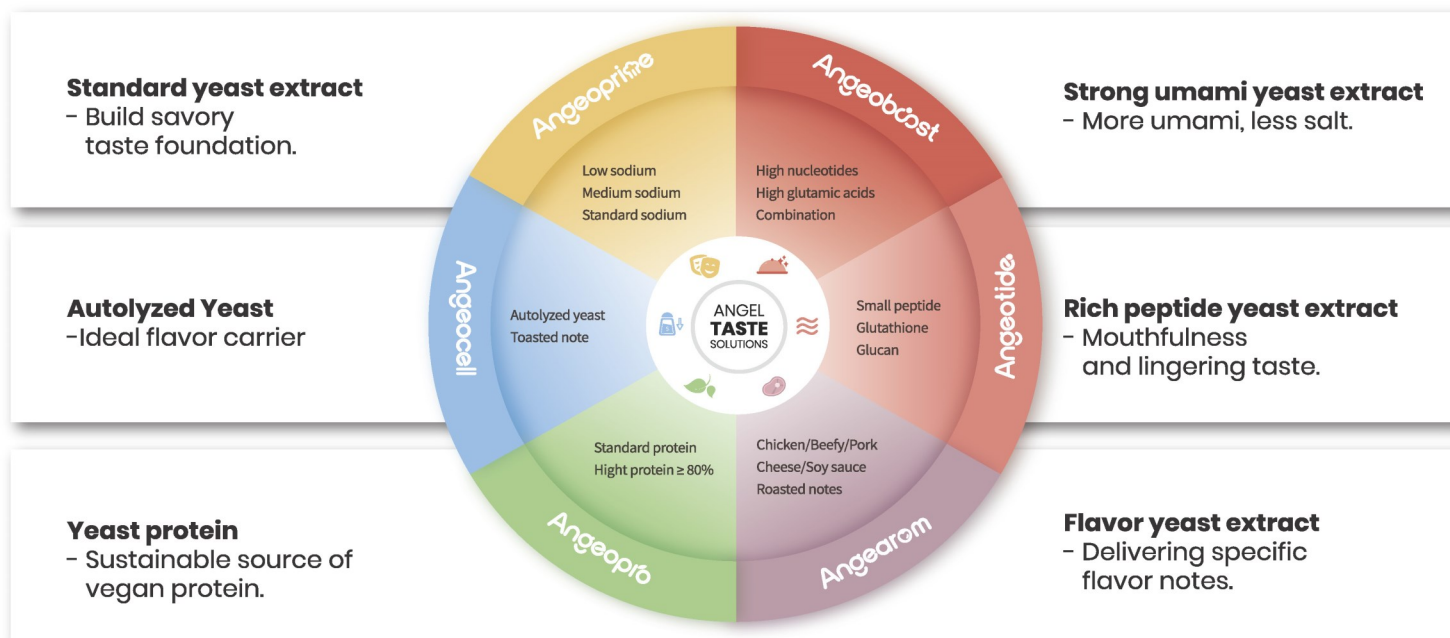 Standard yeast extract
- Build savory
taste foundation.
Autolyzed Yeast
-Ideal flavor carrier
Yeast protein
- Sustainable source of
vegan protein.
Angeoprime
Low sodium
Medium sodium
Standard sodium
Angeoboost
High nucleotides
High glutamic acids
Combination
Angeocell
Autolyzed yeast
Toasted note
ANGEL
TASTE
SOLUTIONS
Angeotide
Small peptide
Glutathione
Glucan
Angeopro
Standard protein
Hight protein ≥ 80%
Angearom
Chicken/Beefy/Pork
Cheese/Soy sauce
Roasted notes
Strong umami yeast extract
- More umami, less salt.
Rich peptide yeast extract
- Mouthfulness
and lingering taste.
Flavor yeast extract
- Delivering specific
flavor notes.